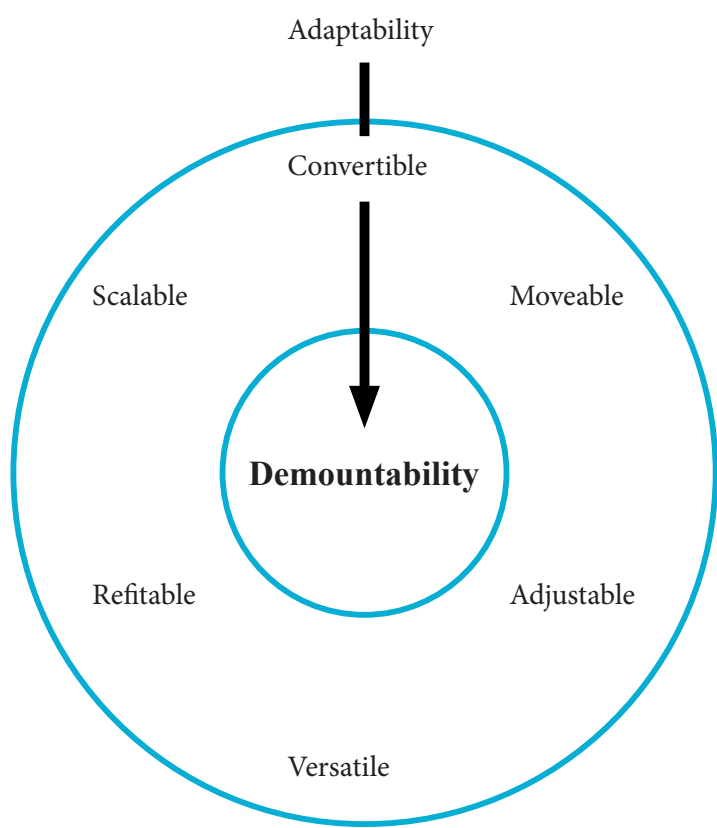 Adaptability
Convertible
Scalable
Moveable
Demountability
Refitable
Adjustable
Versatile